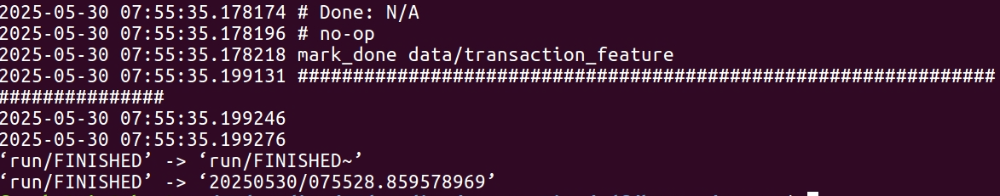 2025-05-30 07:55:35.178174 # Done: N/A
2025-05-30 07:55:35.178196 # no-op
2025-05-30 07:55:35.178218 mark_done data/transaction_feature
2025-05-30 07:55:35.199131 #################################################################
###############
2025-05-30 07:55:35.199246
2025-05-30 07:55:35.199276
‘run/FINISHED’ -> ‘run/FINISHED~’
‘run/FINISHED’ -> ‘20250530/075528.859578969’